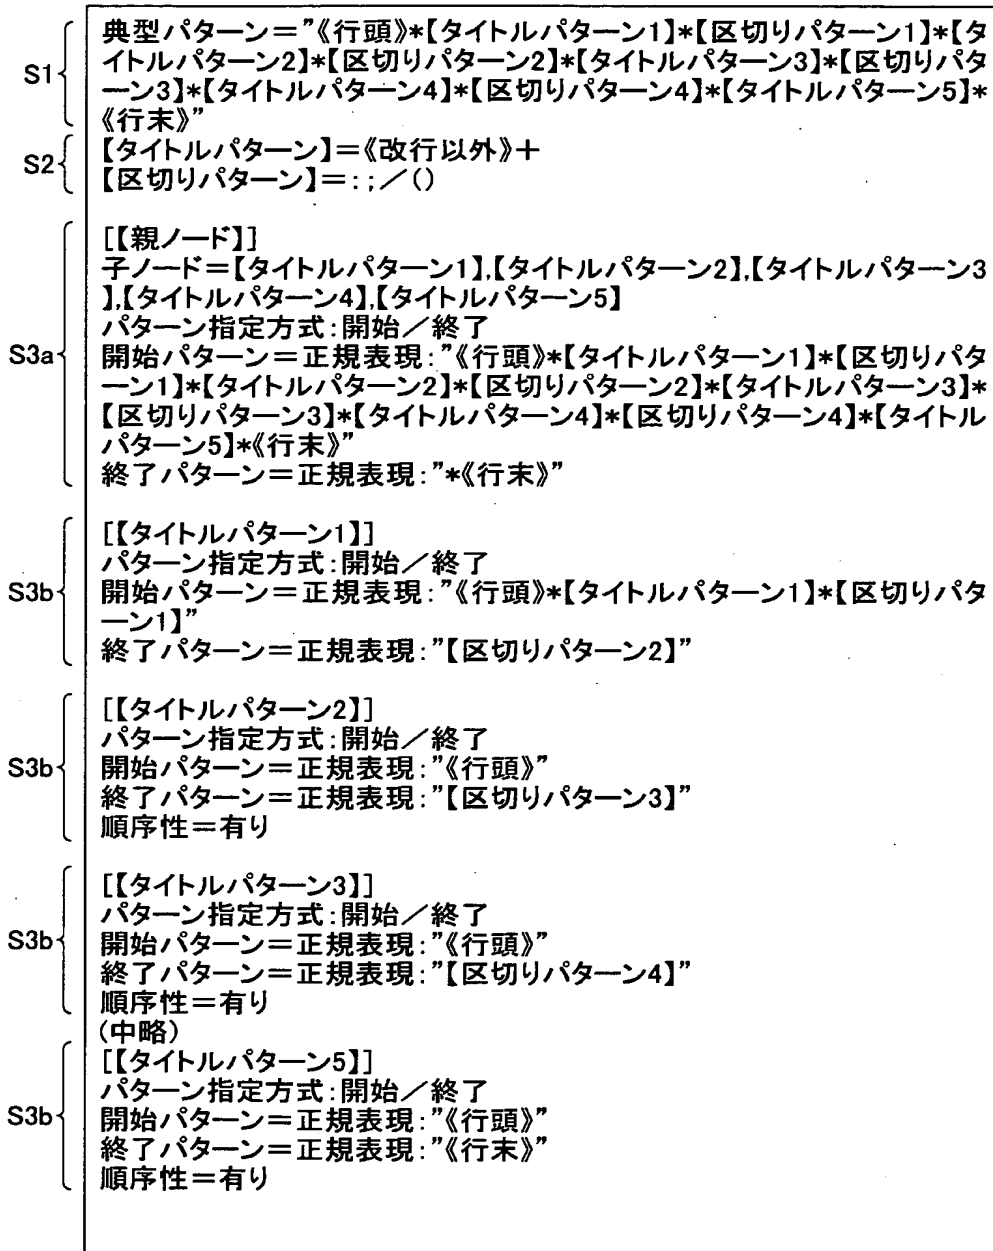 S1
典型パターン＝”《行頭》*【タイトルパターン1】*【区切りパターン1】*【タ
イトルパターン2】*【区切りパターン2】*【タイトルパターン3】*【区切りパタ
ーン3】*【タイトルパターン4】*【区切りパターン4】*【タイトルパターン5】*
《行末》”
S2
【タイトルパターン】＝《改行以外》＋
【区切りパターン】＝：；／（）
S3a
[【親ノード】]
子ノード＝【タイトルパターン1】,【タイトルパターン2】,【タイトルパターン3
】,【タイトルパターン4】,【タイトルパターン5】
パターン指定方式：開始／終了
開始パターン＝正規表現：”《行頭》*【タイトルパターン1】*【区切りパタ
ーン1】*【タイトルパターン2】*【区切りパターン2】*【タイトルパターン3】*
【区切りパターン3】*【タイトルパターン4】*【区切りパターン4】*【タイトル
パターン5】*《行末》”
終了パターン＝正規表現：”*《行末》”
S3b
[【タイトルパターン1】]
パターン指定方式：開始／終了
開始パターン＝正規表現：”《行頭》*【タイトルパターン1】*【区切りパタ
ーン1】”
終了パターン＝正規表現：”【区切りパターン2】”
S3b
[【タイトルパターン2】]
パターン指定方式：開始／終了
開始パターン＝正規表現：”《行頭》”
終了パターン＝正規表現：”【区切りパターン3】”
順序性＝有り
S3b
[【タイトルパターン3】]
パターン指定方式：開始／終了
開始パターン＝正規表現：”《行頭》”
終了パターン＝正規表現：”【区切りパターン4】”
順序性＝有り
（中略）
S3b
[【タイトルパターン5】]
パターン指定方式：開始／終了
開始パターン＝正規表現：”《行頭》”
終了パターン＝正規表現：”《行末》”
順序性＝有り